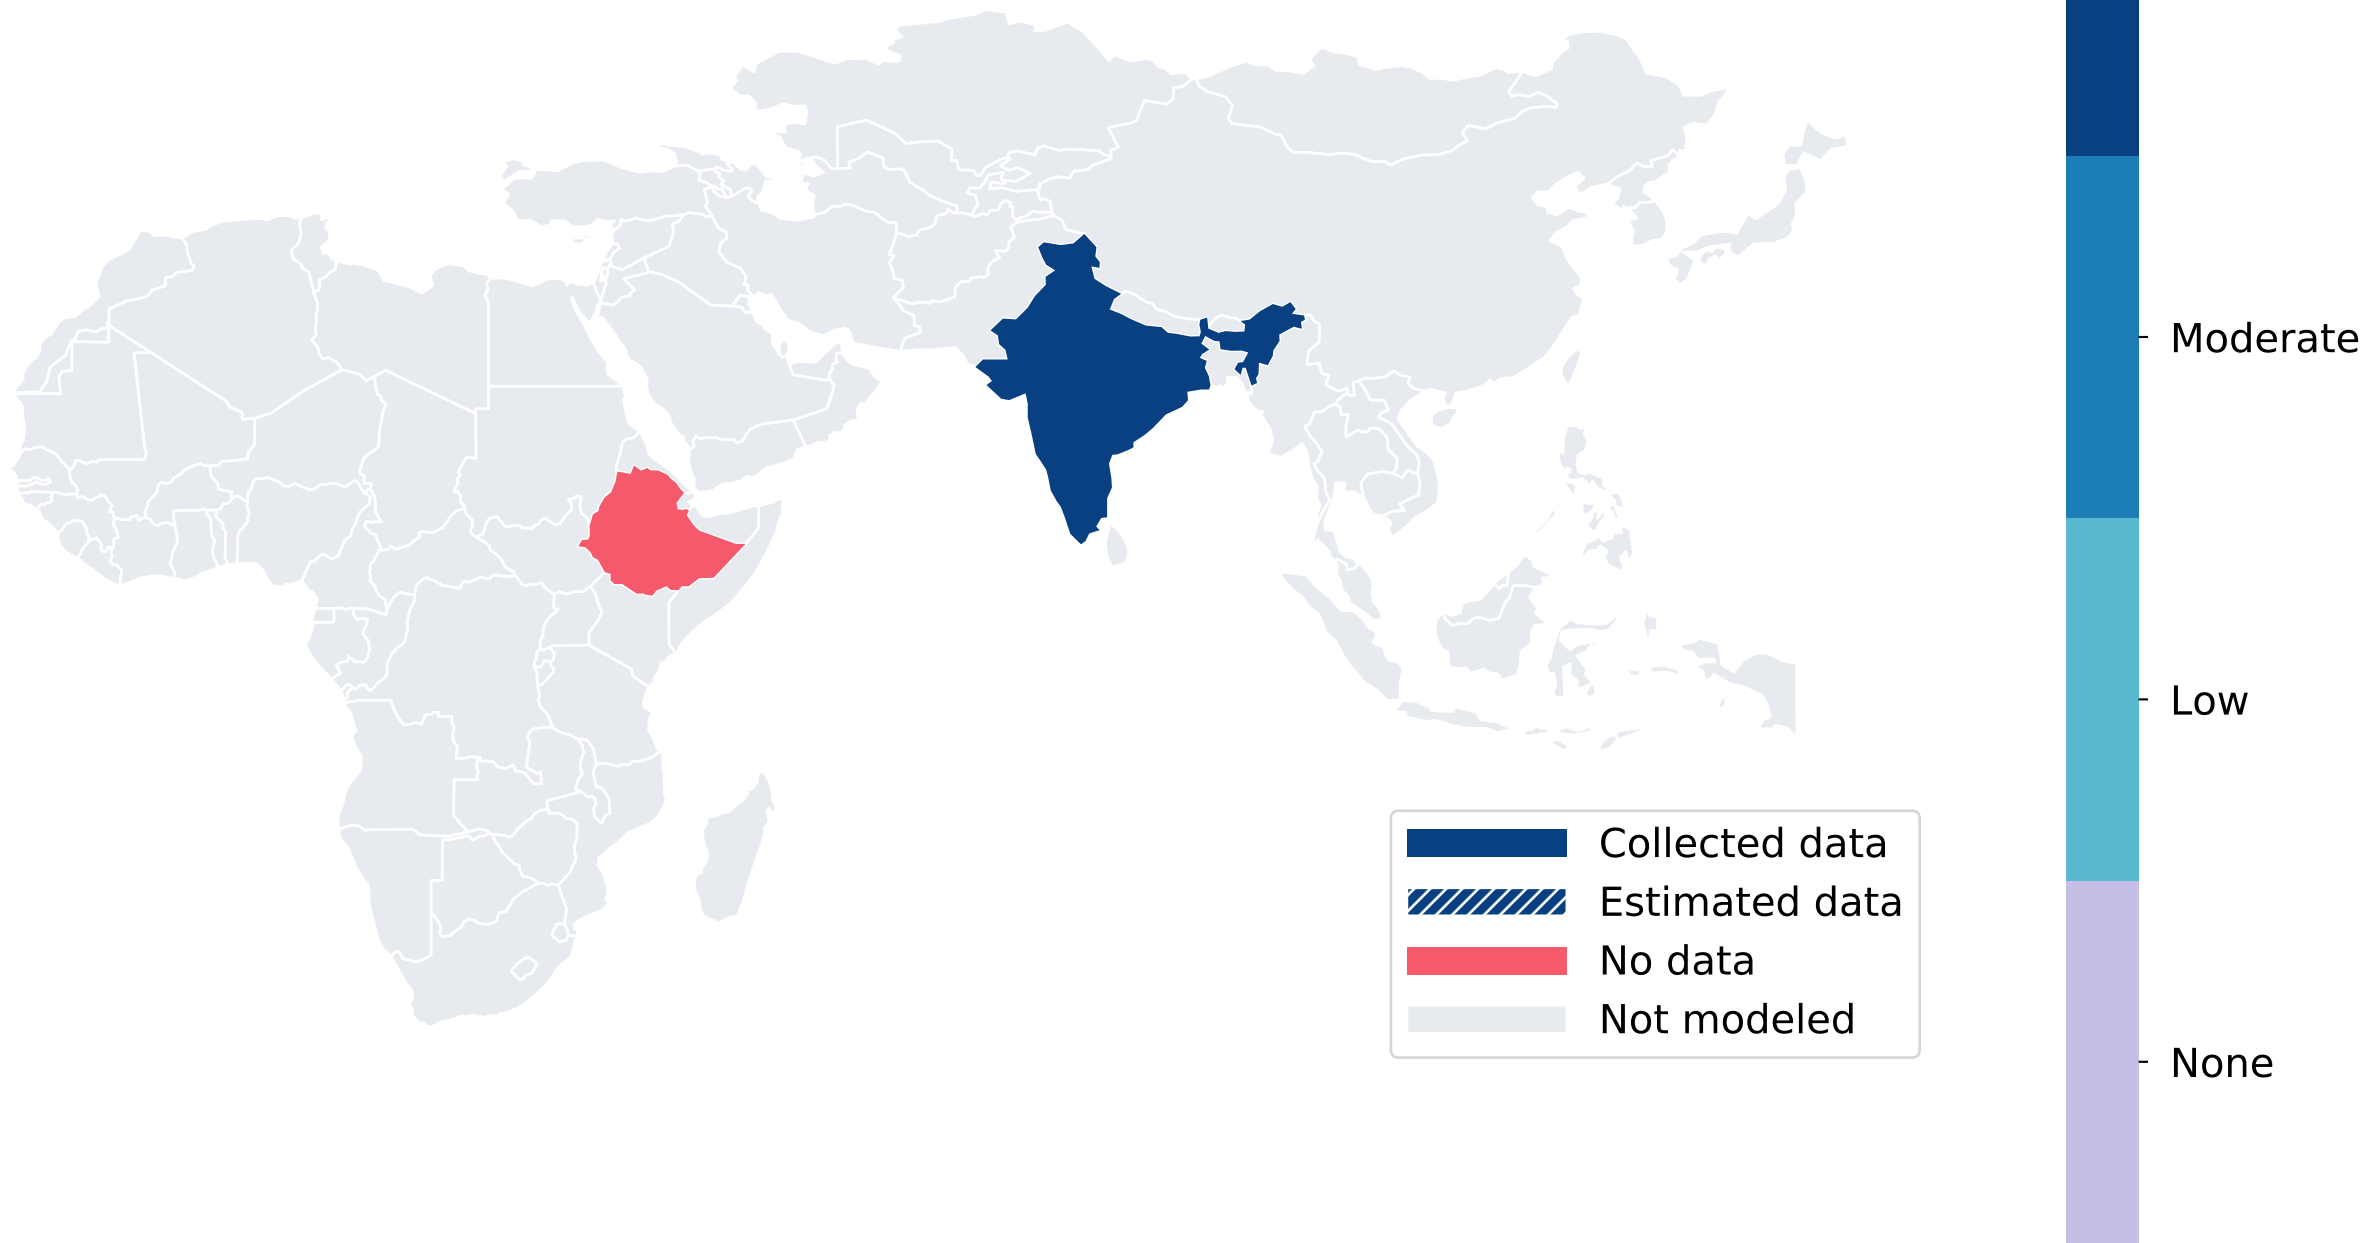 Moderate
Low
None
Collected data
Estimated data
No data
Not modeled